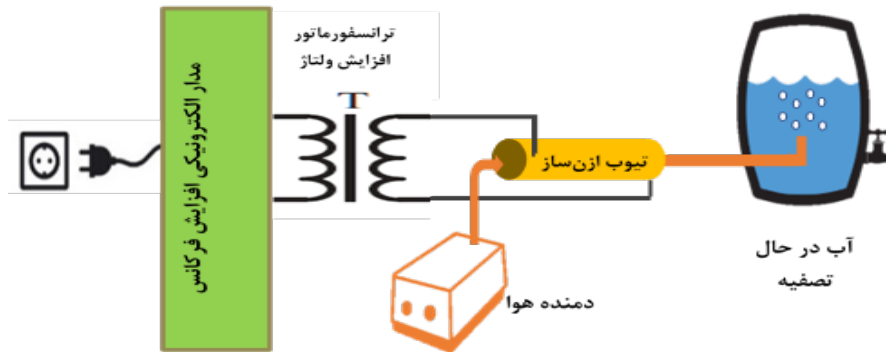 مدار الکترونیکی افزایش فرکانس
ترانسفورماتور
افزایش ولتاژ
T
تیوب ازن‌ساز
دمنده هوا
آب در حال
تصفیه